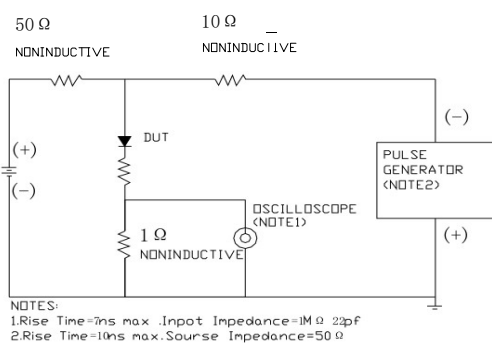 50 Ω
NONINDUCTIVE
10 Ω
NONINDUCTIVE
(−)
DUT
(+)
(−)
PULSE
GENERATOR
(NOTE2)
OSCILLOSCOPE
(NOTE1)
1 Ω
NONINDUCTIVE
(+)
NOTES:
1.Rise Time=7ns max .Inpot Impedance=1M Ω 22pf
2.Rise Time=10ns max.Sourse Impedance=50 Ω